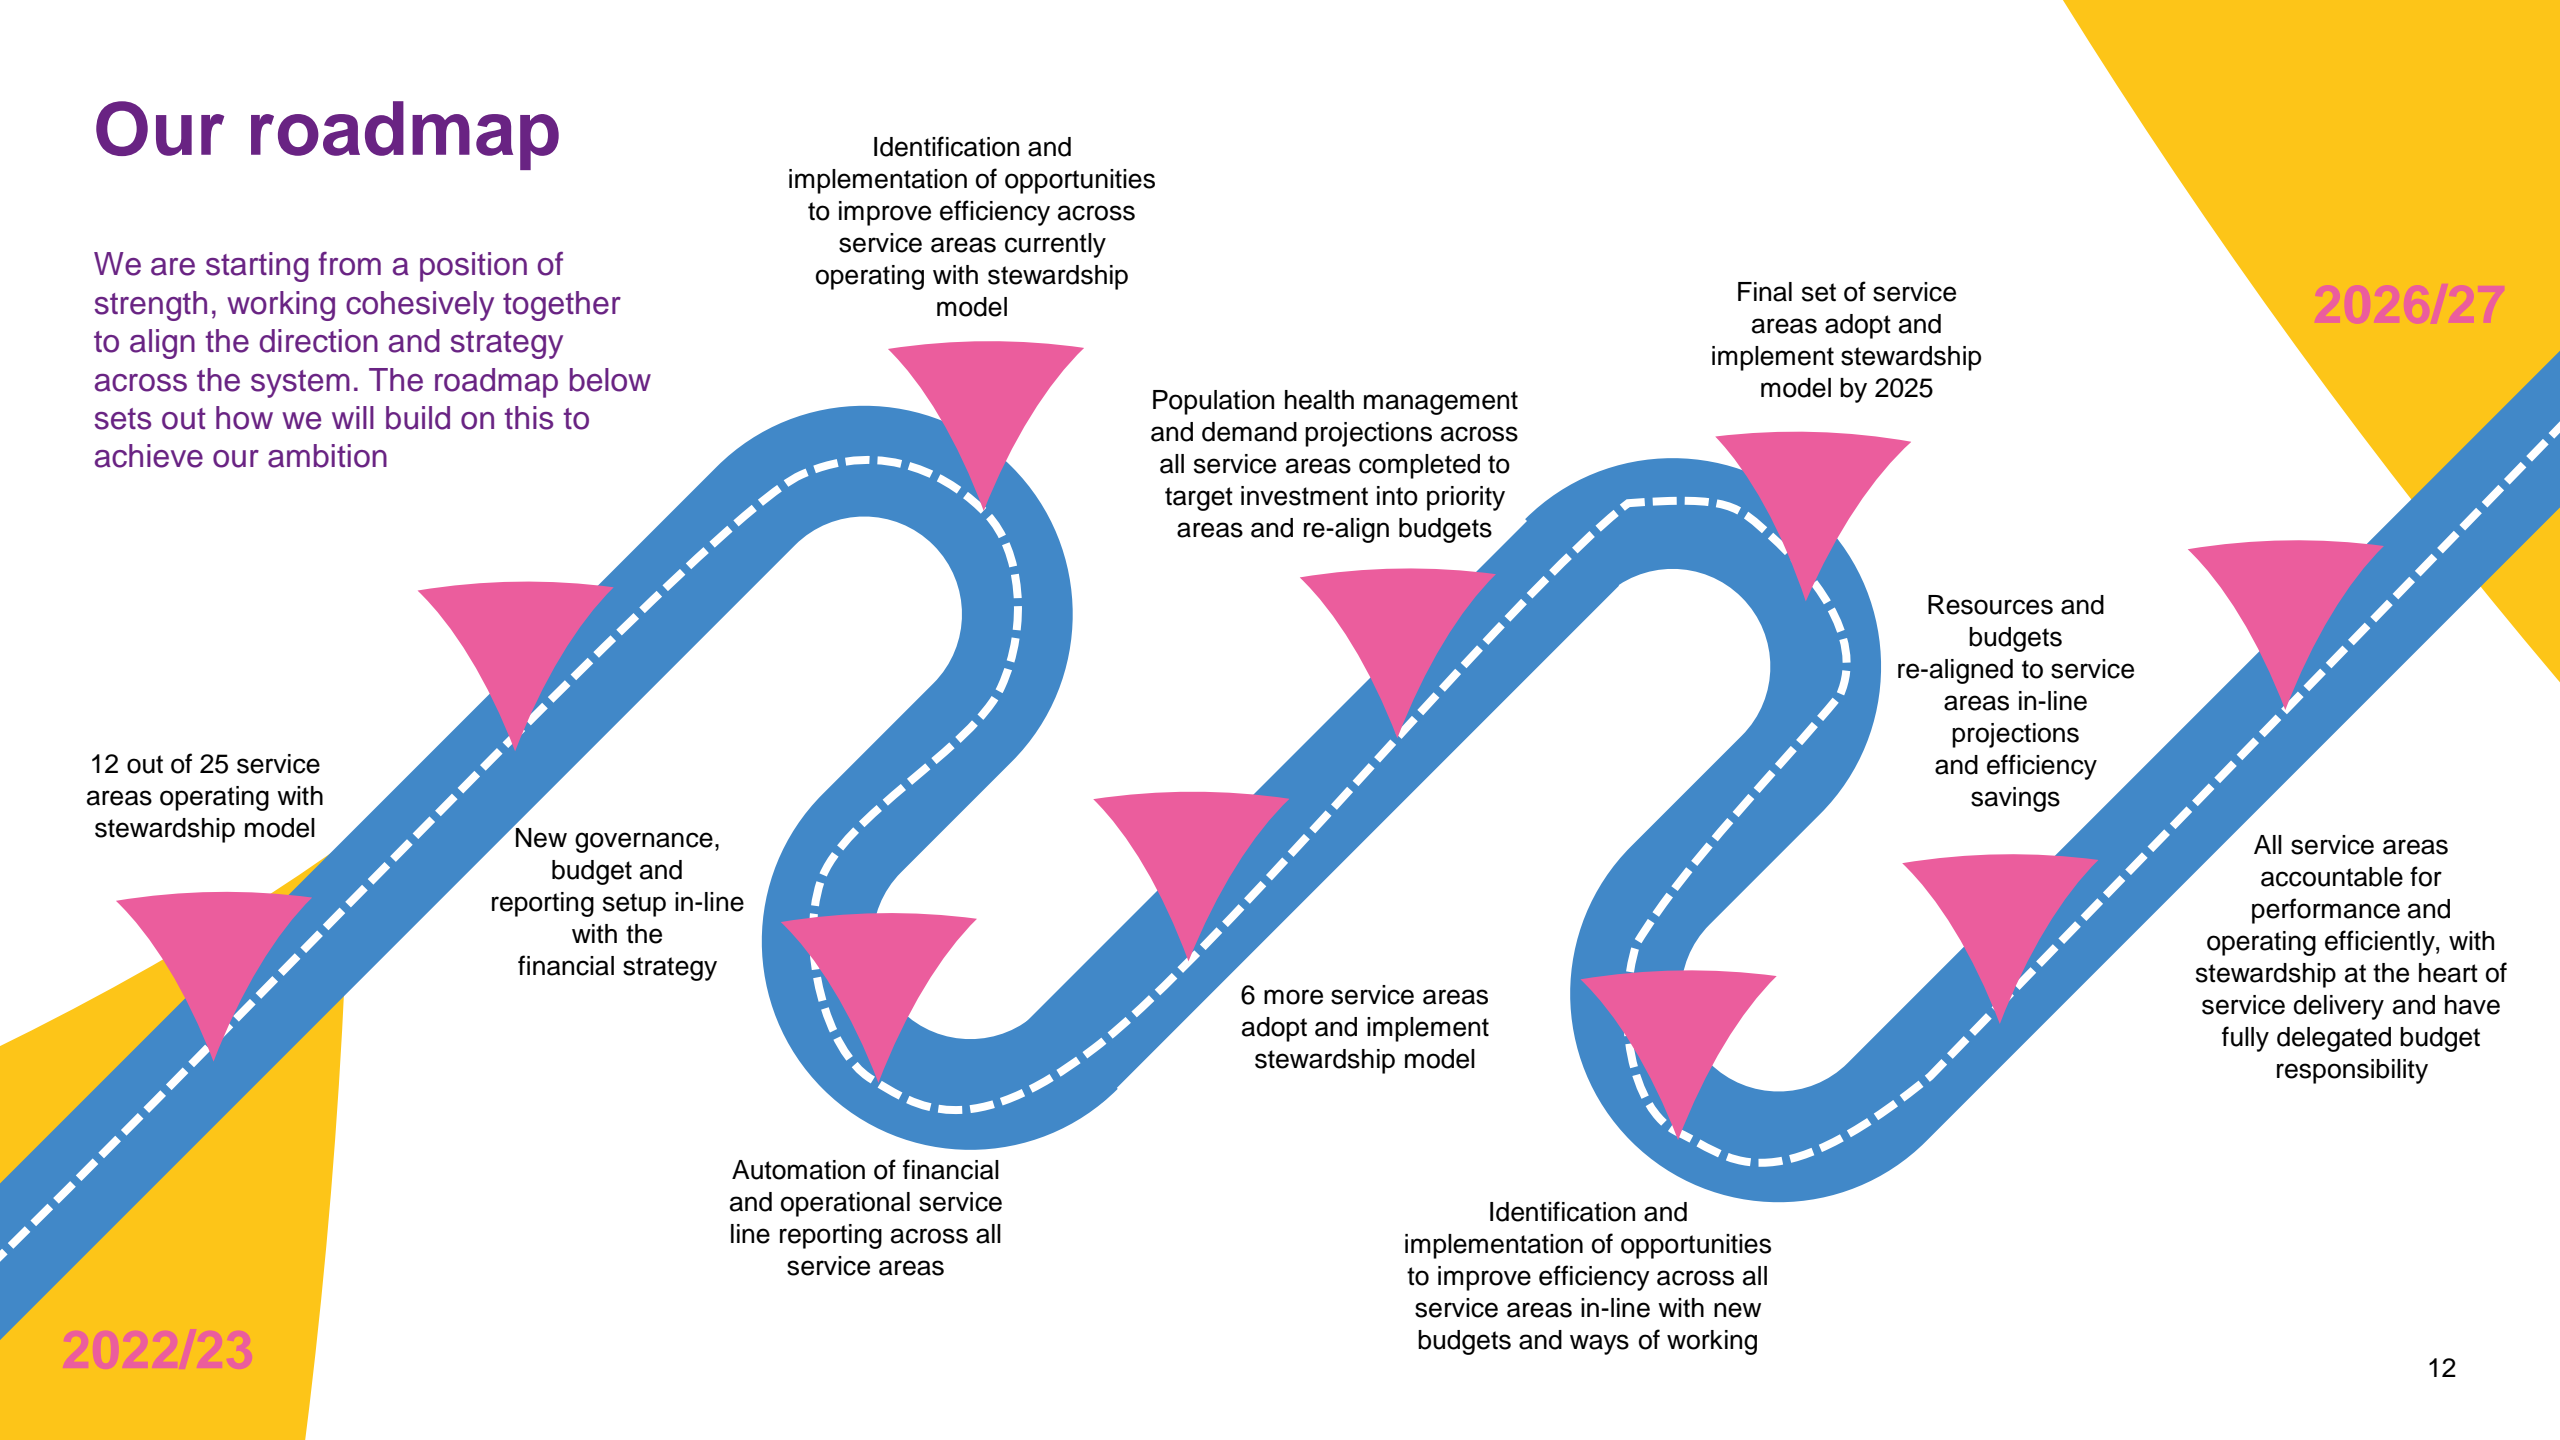 Our roadmap
We are starting from a position of
strength, working cohesively together
to align the direction and strategy
across the system. The roadmap below
sets out how we will build on this to
achieve our ambition
12 out of 25 service
areas operating with
stewardship model
New governance,
budget and
reporting setup in-line
with the
financial strategy
Identification and
implementation of opportunities
to improve efficiency across
service areas currently
operating with stewardship
model
Automation of financial
and operational service
line reporting across all
service areas
6 more service areas
adopt and implement
stewardship model
Population health management
and demand projections across
all service areas completed to
target investment into priority
areas and re-align budgets
Final set of service
areas adopt and
implement stewardship
model by 2025
Identification and
implementation of opportunities
to improve efficiency across all
service areas in-line with new
budgets and ways of working
Resources and
budgets
re-aligned to service
areas in-line
projections
and efficiency
savings
All service areas
accountable for
performance and
operating efficiently, with
stewardship at the heart of
service delivery and have
fully delegated budget
responsibility
2026/27
2022/23
12